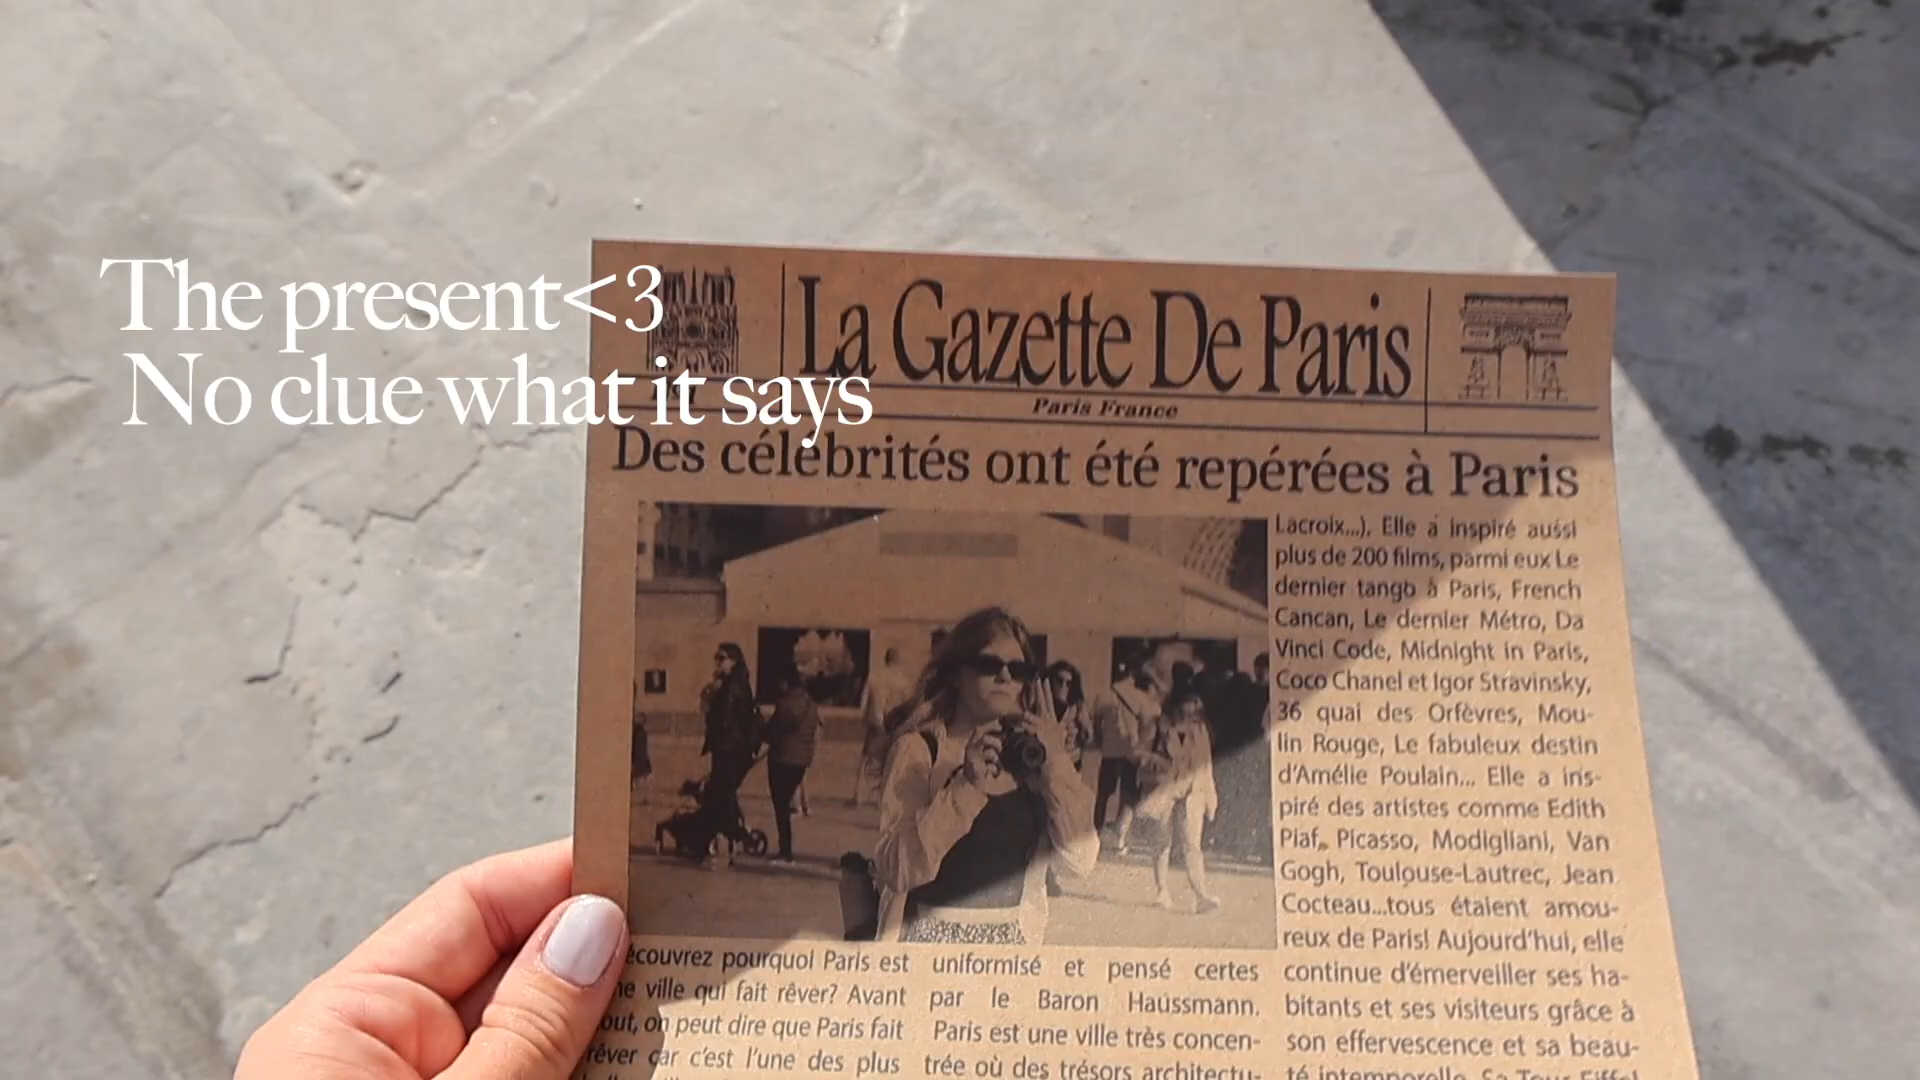 The present<3
No clue what it says
La Gazette De Paris
Paris France
Des célébrités ont été repérées à Paris
écouvrez pourquoi Paris est
ne ville qui fait rêver? Avant
out, on peut dire que Paris fait
rêver car c'est l'une des plus
uniformisé et pensé certes
par le Baron Haussmann.
Paris est une ville très concen-
trée où des trésors architectu-
Lacroix...). Elle a inspiré aussi
plus de 200 films, parmi eux Le
dernier tango à Paris, French
Cancan, Le dernier Métro, Da
Vinci Code, Midnight in Paris,
Coco Chanel et Igor Stravinsky,
36 quai des Orfèvres, Mou-
lin Rouge, Le fabuleux destin
d'Amélie Poulain... Elle a ins-
piré des artistes comme Edith
Piaf, Picasso, Modigliani, Van
Gogh, Toulouse-Lautrec, Jean
Cocteau...tous étaient amou-
reux de Paris! Aujourd'hui, elle
continue d'émerveiller ses ha-
bitants et ses visiteurs grâce à
son effervescence et sa beau-
té intemporelle. Sa Tour Eiffel